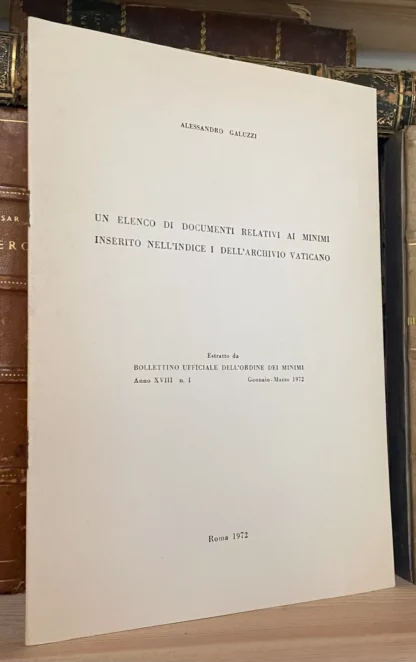 ALESSANDRO GALUZZI
UN ELENCO DI DOCUMENTI RELATIVI AI MINIMI
INSERITO NELL'INDICE I DELL'ARCHIVIO VATICANO
Estratto da
BOLLETTINO UFFICIALE DELL'ORDINE DEI MINIMI
Anno XVIII n. 1 Gennaio-Marzo 1972
Roma 1972